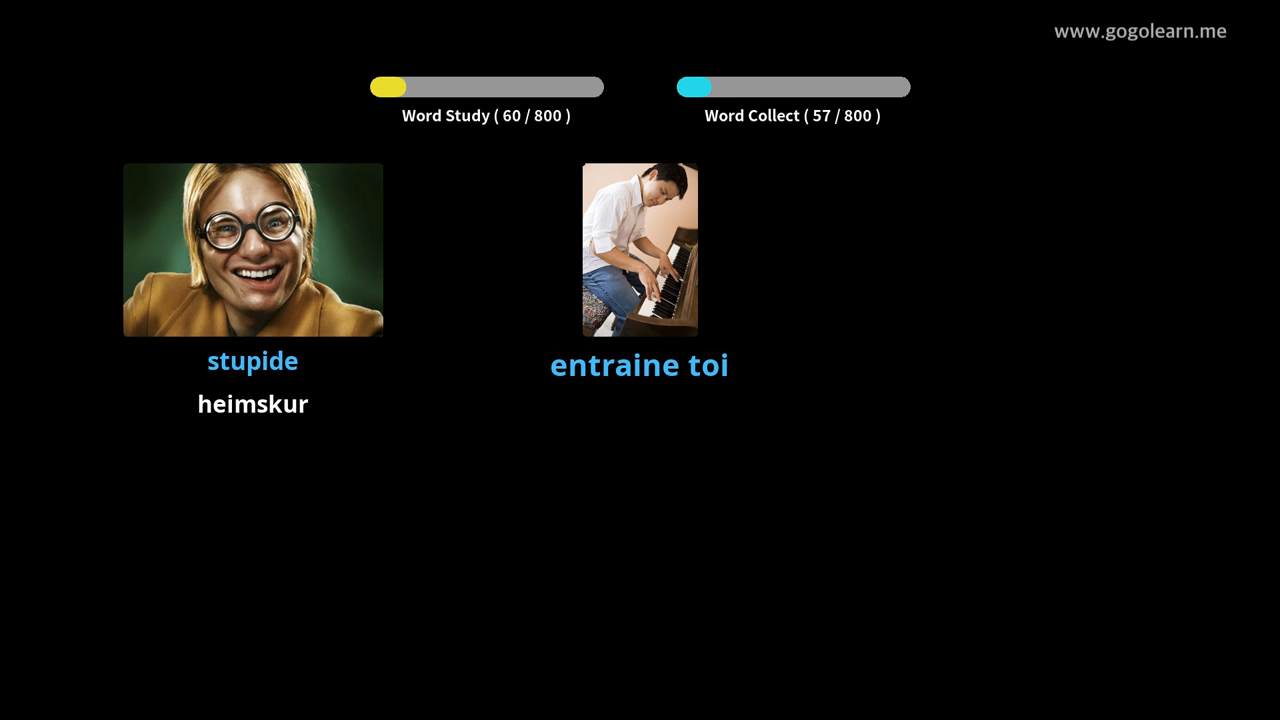 www.gogolearn.me
Word Study ( 60 / 800 )
Word Collect ( 57 / 800 )
stupide
entraine toi
heimskur